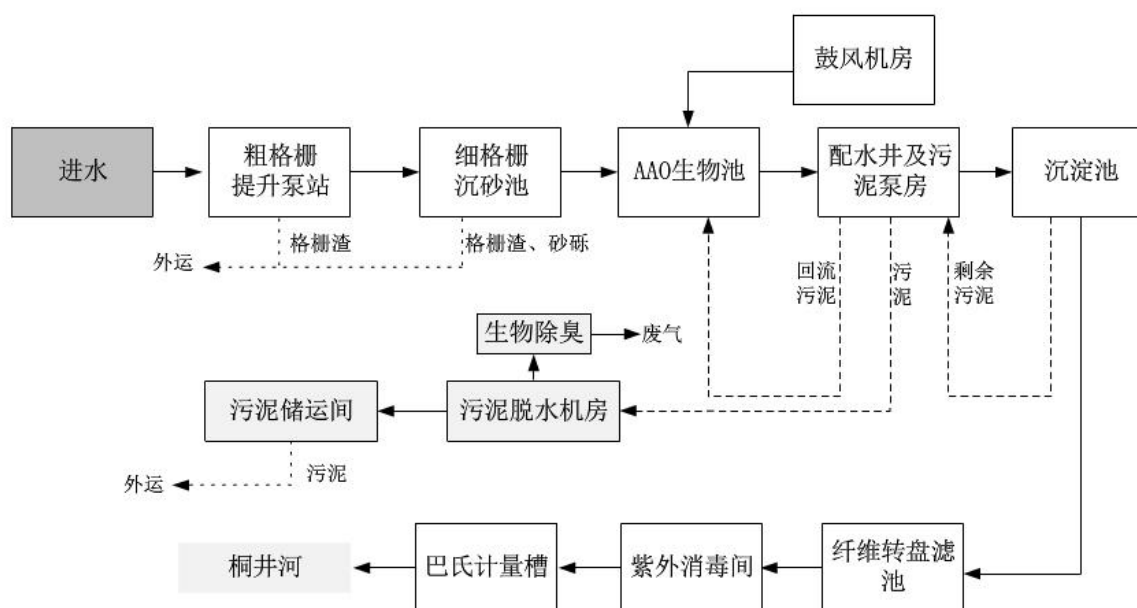 鼓风机房
进水
粗格栅
提升泵站
细格栅
沉砂池
AAO生物池
配水井及污
泥泵房
沉淀池
格栅渣
格栅渣、砂砾
外运
回流
污泥
污
泥
剩余
污泥
生物除臭
废气
污泥储运间
污泥脱水机房
污泥
外运
桐井河
巴氏计量槽
紫外消毒间
纤维转盘滤
池